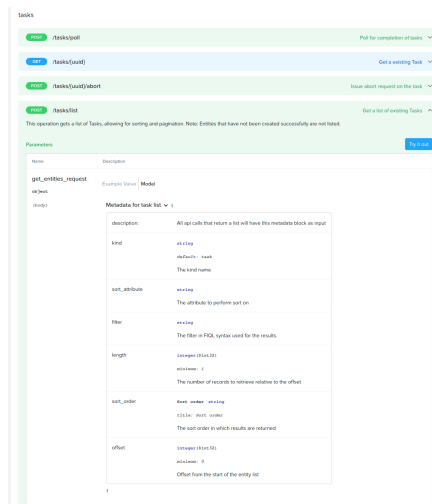 tasks
POST /tasks/poll Poll for completion of tasks
GET /tasks/{uuid} Get a existing Task
POST /tasks/{uuid}/abort Issue abort request on the task
POST /tasks/list Get a list of existing Tasks
This operation gets a list of Tasks, allowing for sorting and pagination. Note: Entities that have not been created successfully are not listed.
Parameters Try it out
Name Description
get_entities_request
object
(body)
Example Value Model
Metadata for task list {
description: All api calls that return a list will have this metadata block as input
kind string
default: task
The kind name
sort_attribute string
The attribute to perform sort on
filter string
The filter in FIQL syntax used for the results.
length integer($int32)
minimum: 1
The number of records to retrieve relative to the offset
sort_order Sort order string
title: Sort order
The sort order in which results are returned
offset integer($int32)
minimum: 0
Offset from the start of the entity list
}